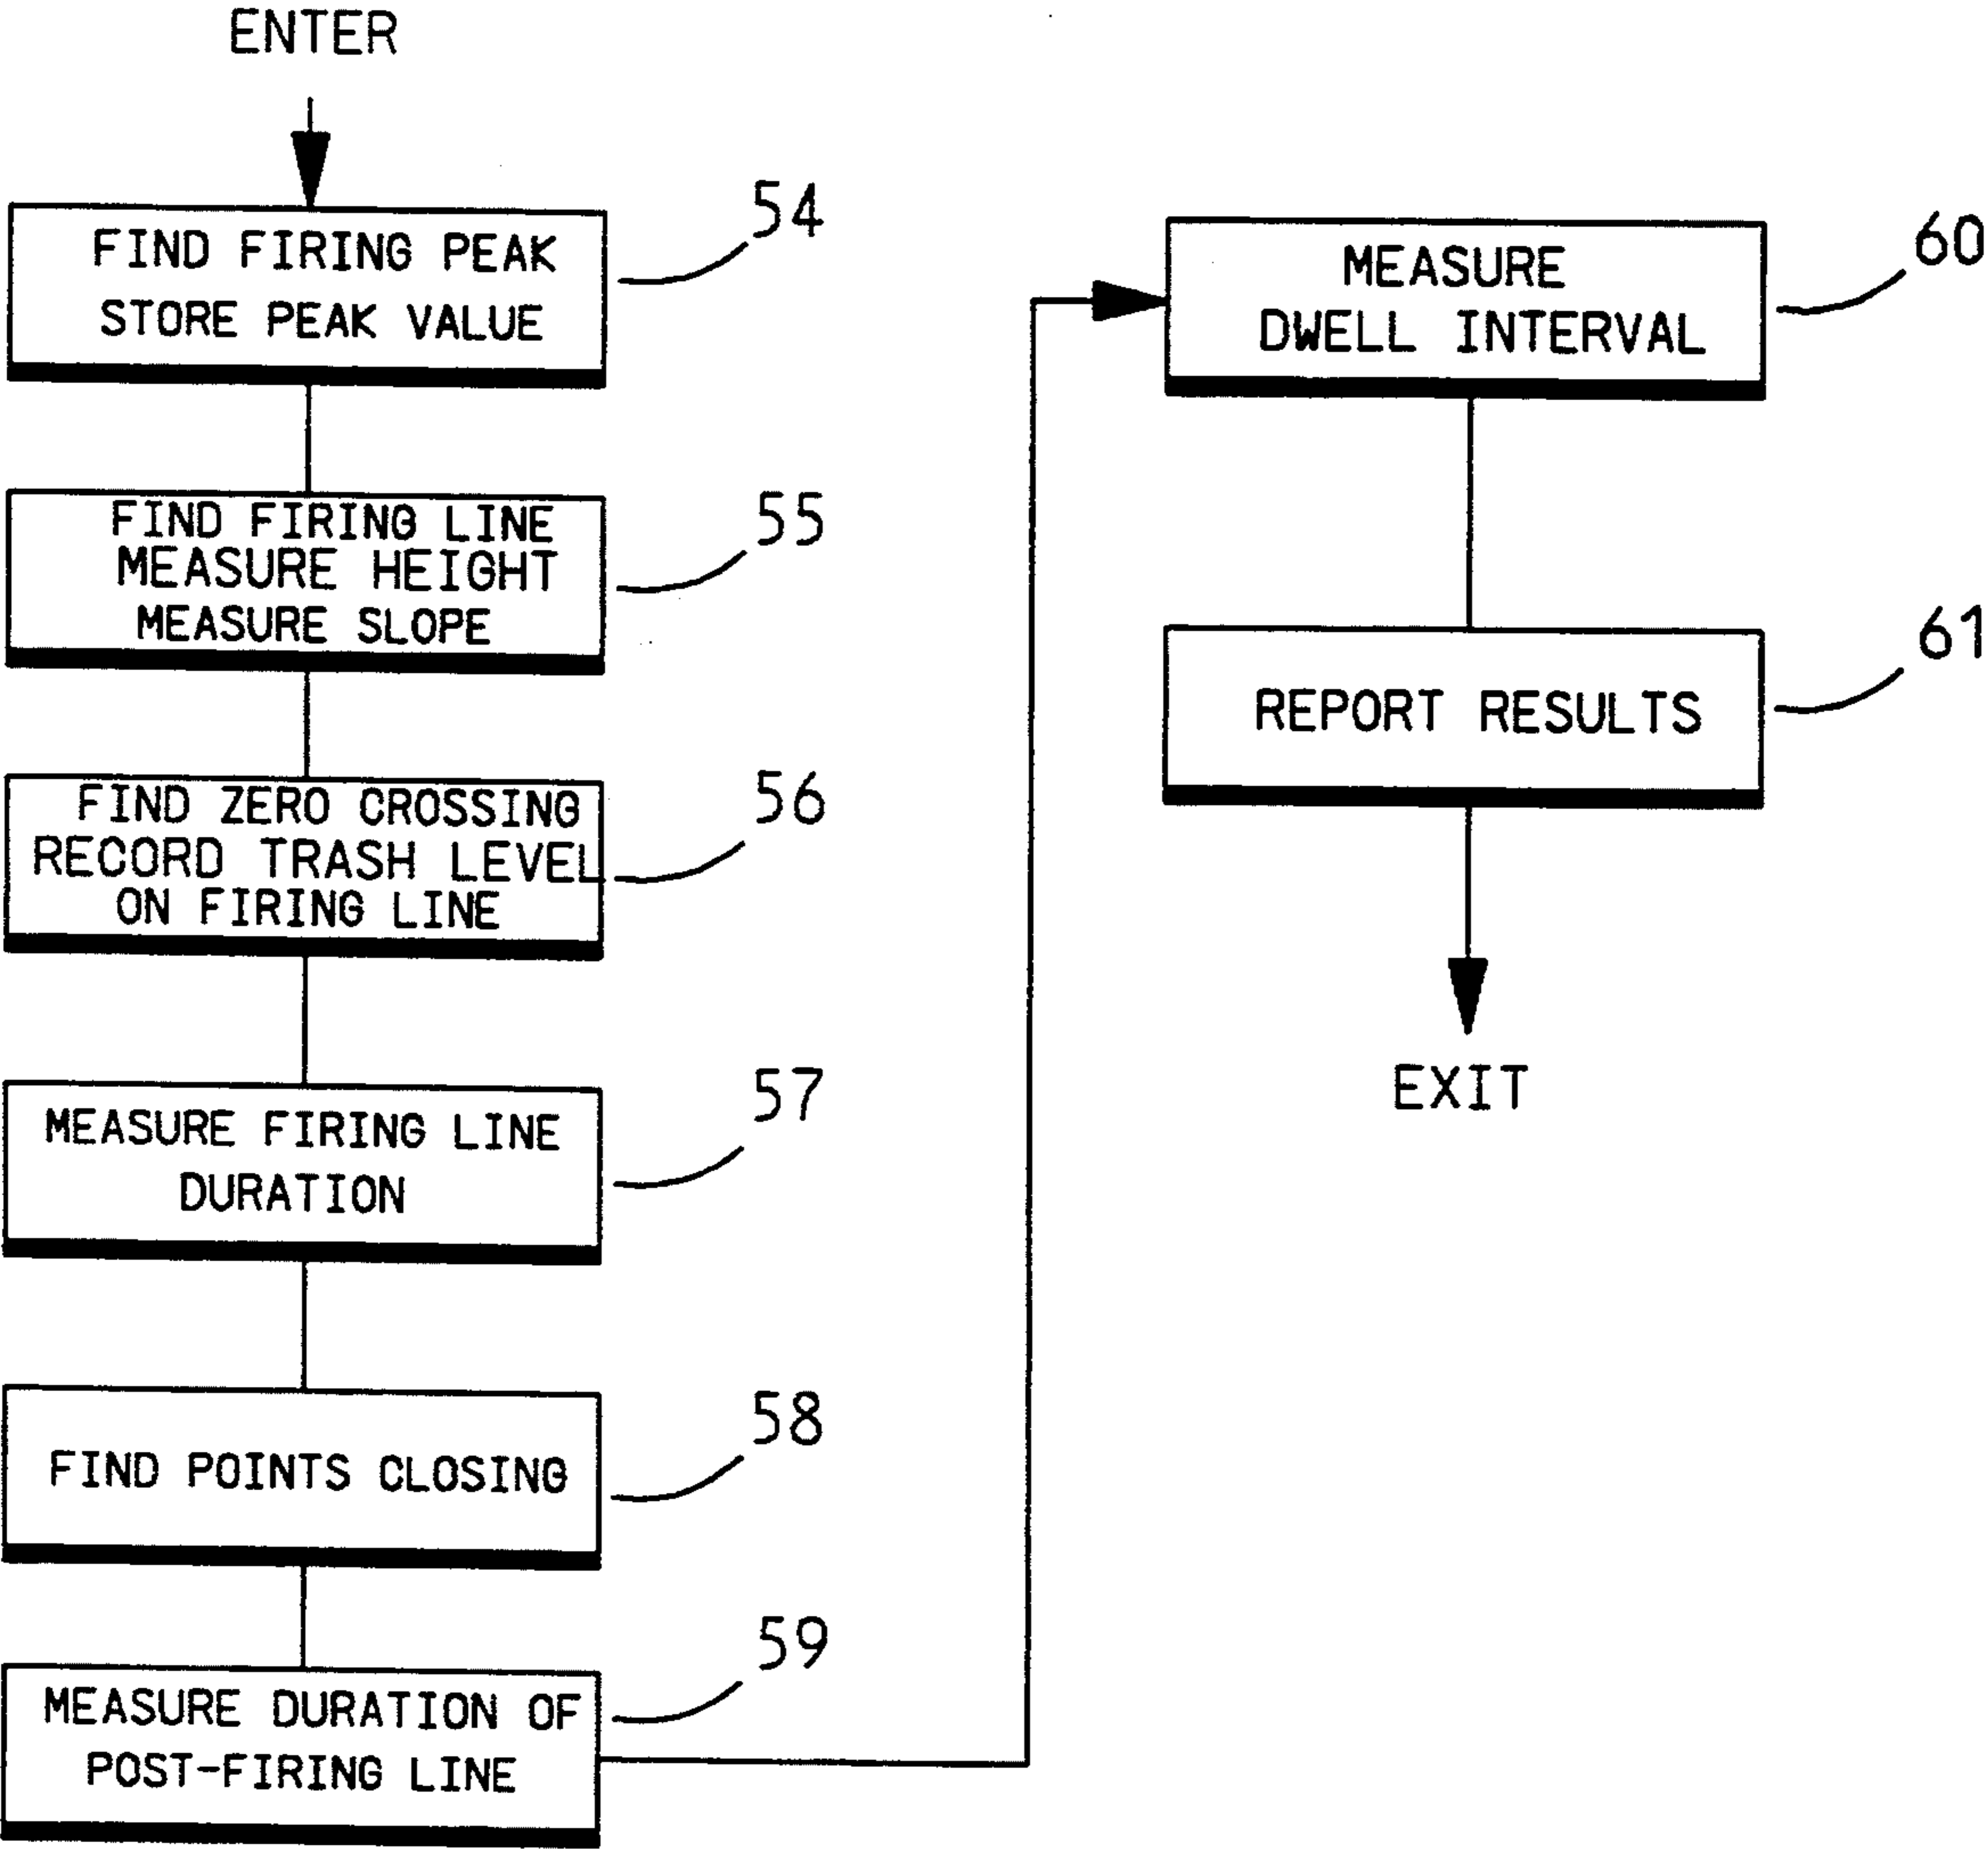 ENTER
FIND FIRING PEAK
STORE PEAK VALUE
54
FIND FIRING LINE
MEASURE HEIGHT
MEASURE SLOPE
55
FIND ZERO CROSSING
RECORD TRASH LEVEL
ON FIRING LINE
56
MEASURE FIRING LINE
DURATION
57
FIND POINTS CLOSING
58
MEASURE DURATION OF
POST-FIRING LINE
59
MEASURE
DWELL INTERVAL
60
REPORT RESULTS
61
EXIT